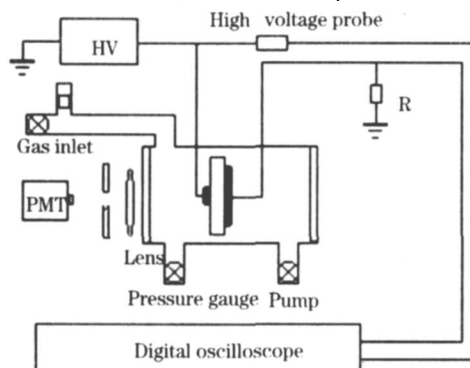 High voltage probe
HV
R
Gas inlet
PMT
Lens
Pressure gauge Pump
Digital oscilloscope